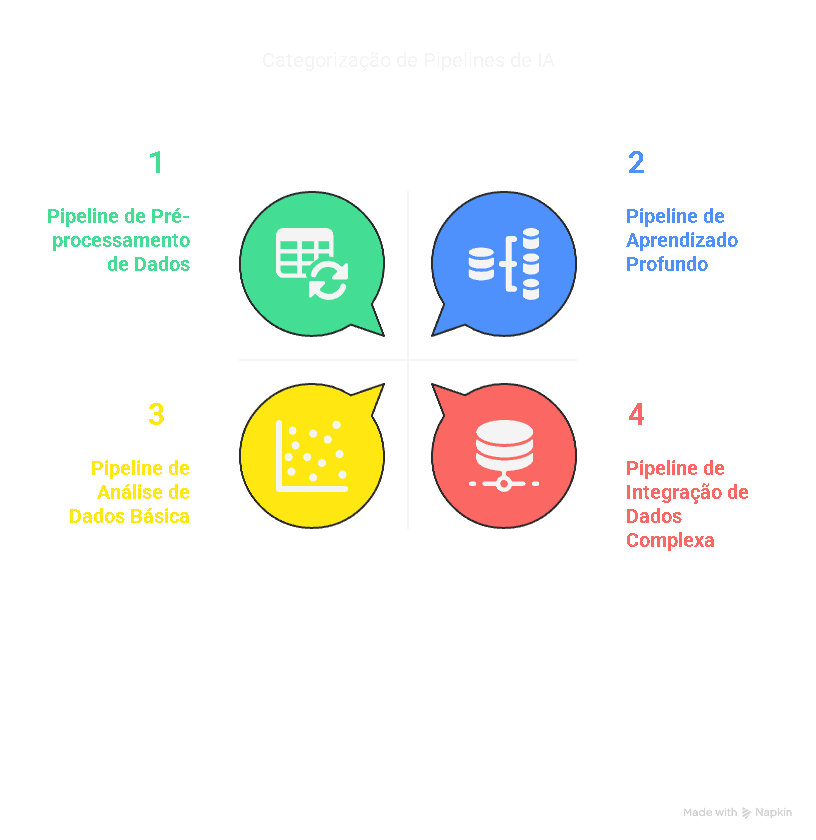 Categorização de Pipelines de IA
1
Pipeline de Pré-
processamento
de Dados
2
Pipeline de
Aprendizado
Profundo
3
Pipeline de
Análise de
Dados Básica
4
Pipeline de
Integração de
Dados
Complexa
Made with Napkin